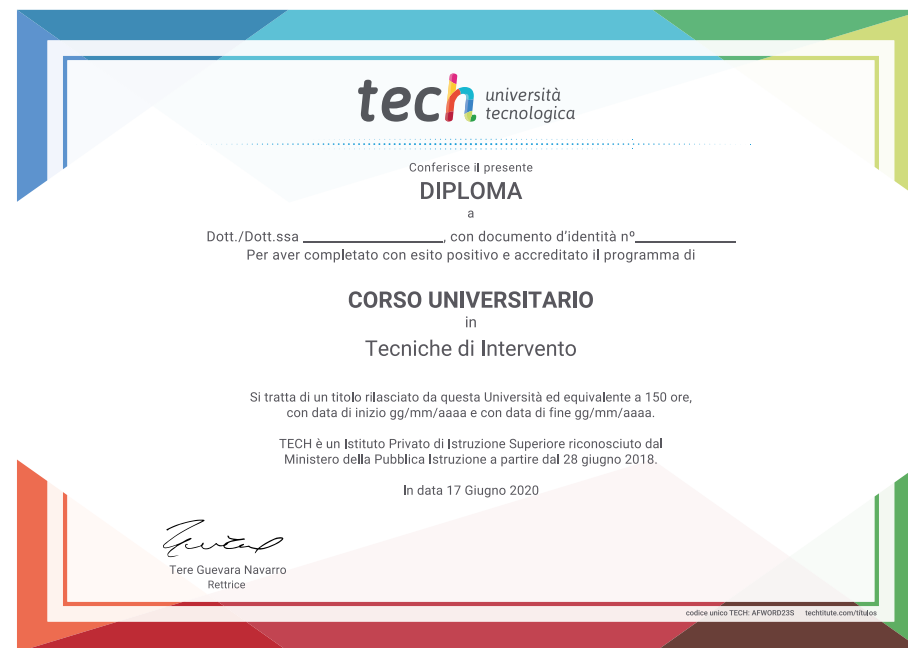 tech università
tecnologica
Conferisce il presente
DIPLOMA
a
Dott./Dott.ssa ____________________, con documento d'identità nº______________
Per aver completato con esito positivo e accreditato il programma di
CORSO UNIVERSITARIO
in
Tecniche di Intervento
Si tratta di un titolo rilasciato da questa Università ed equivalente a 150 ore,
con data di inizio gg/mm/aaaa e con data di fine gg/mm/aaaa.
TECH è un Istituto Privato di Istruzione Superiore riconosciuto dal
Ministero della Pubblica Istruzione a partire dal 28 giugno 2018.
In data 17 Giugno 2020
Tere Guevara Navarro
Rettrice
codice unico TECH: AFWORD23S techtitute.com/títulos